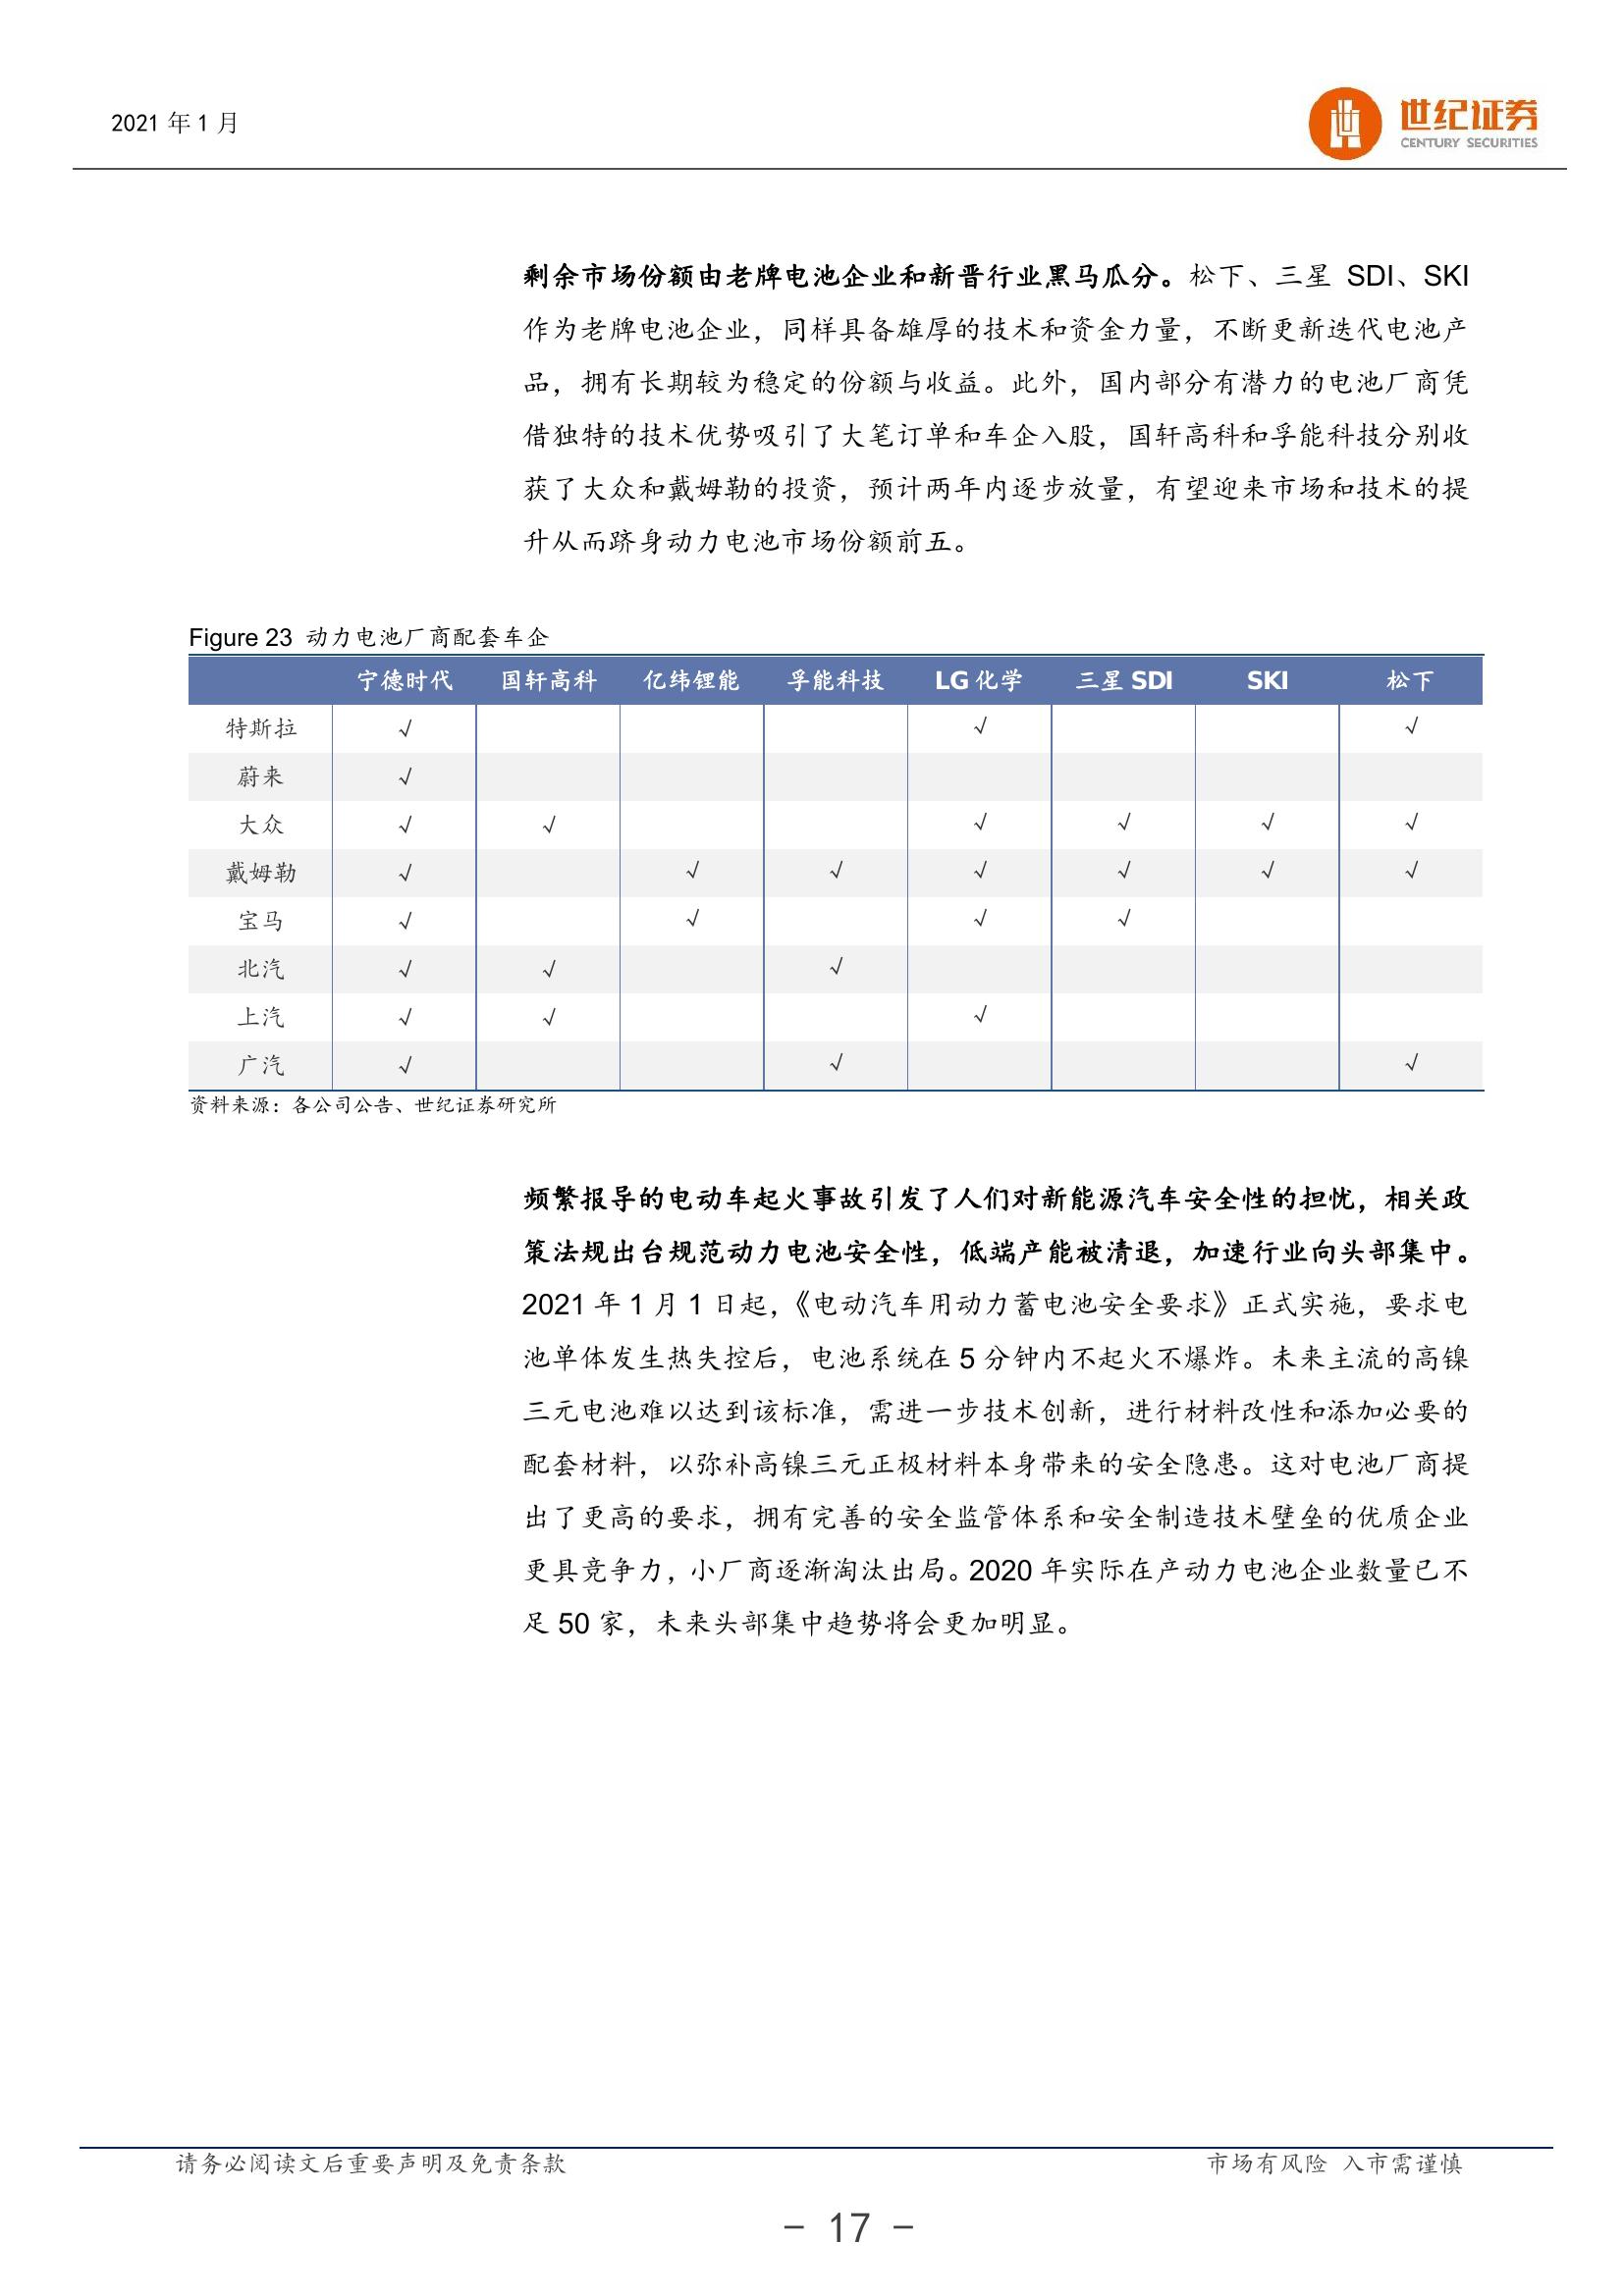 2021 年 1 月
世纪证券
CENTURY SECURITIES
剩余市场份额由老牌电池企业和新晋行业黑马瓜分。松下、三星 SDI、SKI
作为老牌电池企业，同样具备雄厚的技术和资金力量，不断更新迭代电池产
品，拥有长期较为稳定的份额与收益。此外，国内部分有潜力的电池厂商凭
借独特的技术优势吸引了大笔订单和车企入股，国轩高科和孚能科技分别收
获了大众和戴姆勒的投资，预计两年内逐步放量，有望迎来市场和技术的提
升从而跻身动力电池市场份额前五。
Figure 23 动力电池厂商配套车企
宁德时代 国轩高科 亿纬锂能 孚能科技 LG 化学 三星 SDI SKI 松下
特斯拉 √ √ √
蔚来 √
大众 √ √ √ √ √ √
戴姆勒 √ √ √ √ √ √ √
宝马 √ √ √ √
北汽 √ √ √
上汽 √ √ √
广汽 √ √ √
资料来源：各公司公告、世纪证券研究所
频繁报导的电动车起火事故引发了人们对新能源汽车安全性的担忧，相关政
策法规出台规范动力电池安全性，低端产能被清退，加速行业向头部集中。
2021 年 1 月 1 日起，《电动汽车用动力蓄电池安全要求》正式实施，要求电
池单体发生热失控后，电池系统在 5 分钟内不起火不爆炸。未来主流的高镍
三元电池难以达到该标准，需进一步技术创新，进行材料改性和添加必要的
配套材料，以弥补高镍三元正极材料本身带来的安全隐患。这对电池厂商提
出了更高的要求，拥有完善的安全监管体系和安全制造技术壁垒的优质企业
更具竞争力，小厂商逐渐淘汰出局。2020 年实际在产动力电池企业数量已不
足 50 家，未来头部集中趋势将会更加明显。
请务必阅读文后重要声明及免责条款 市场有风险 入市需谨慎
- 17 -